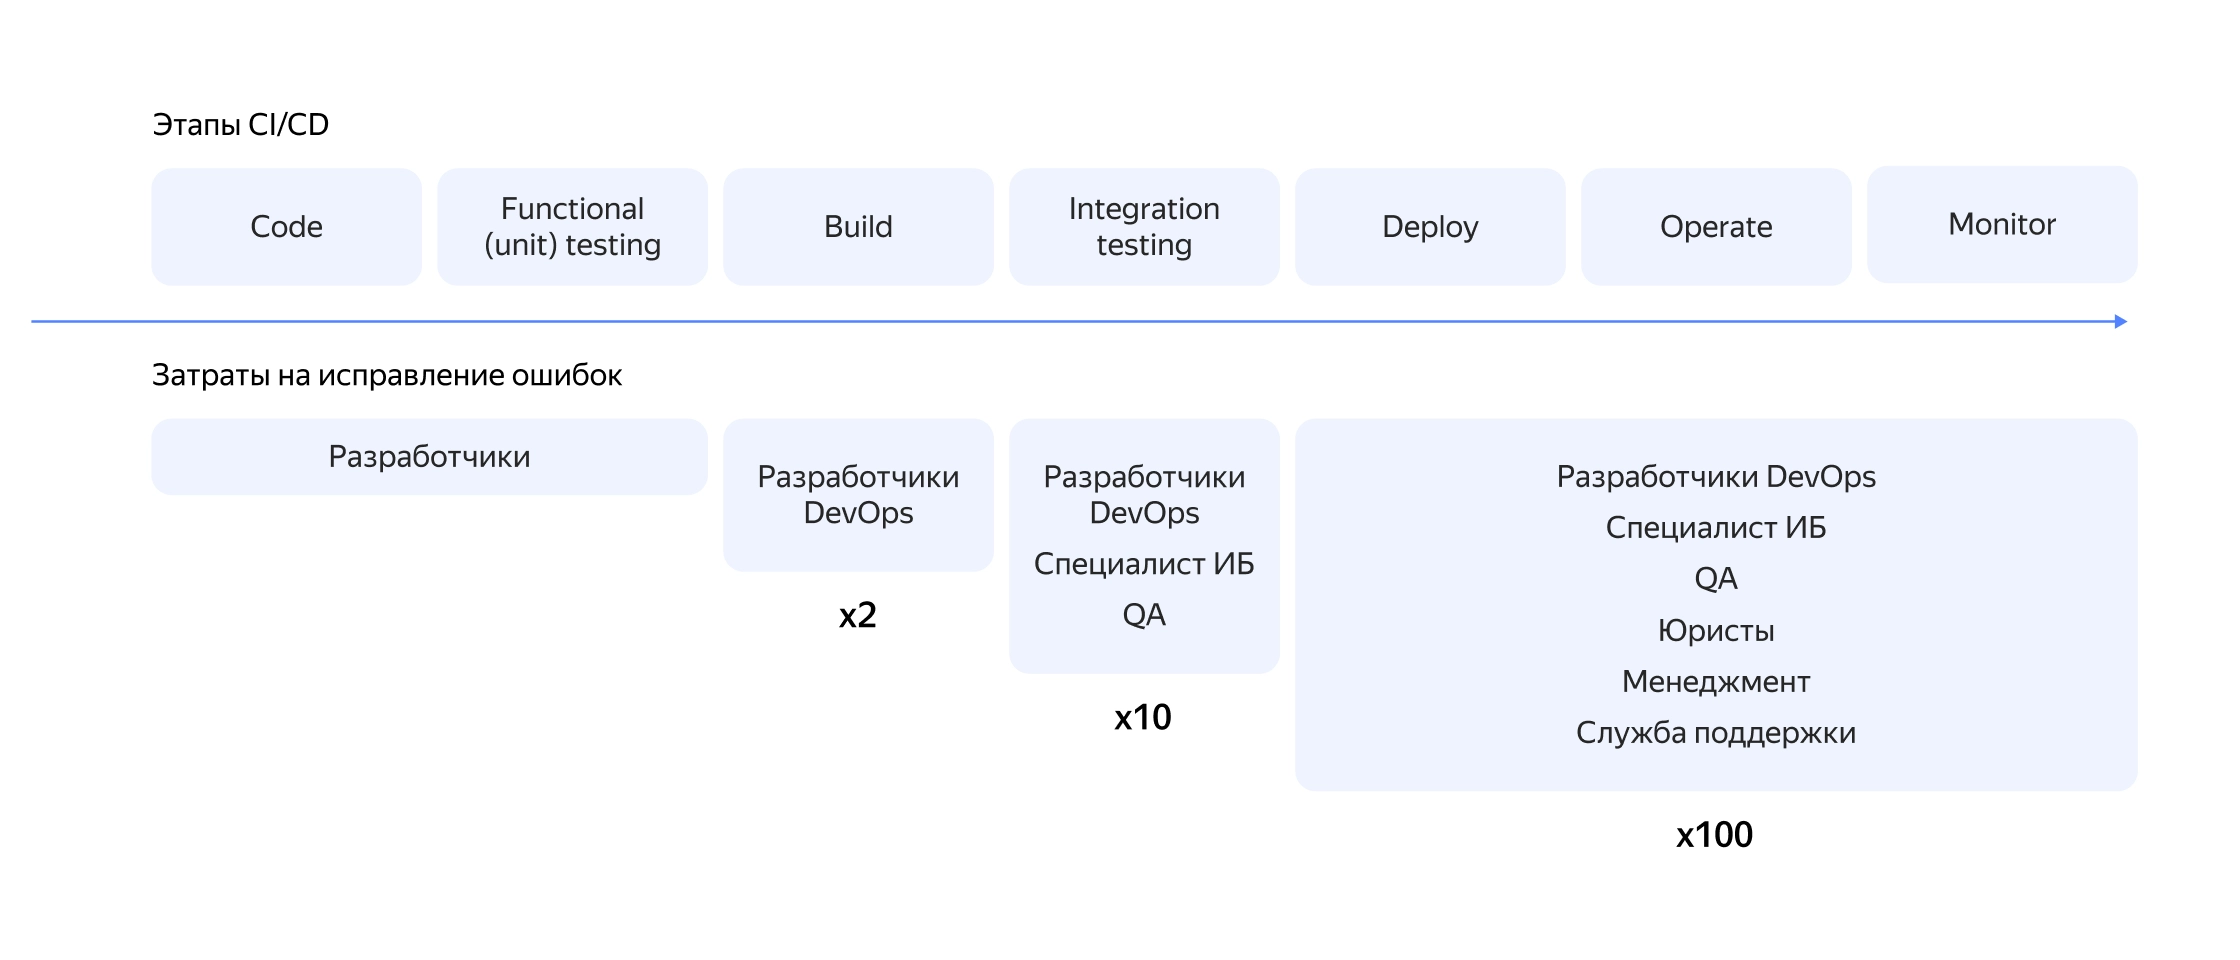 Этапы CI/CD
Code
Functional
(unit) testing
Build
Integration
testing
Deploy
Operate
Monitor
Затраты на исправление ошибок
Разработчики
Разработчики
DevOps
x2
Разработчики
DevOps
Специалист ИБ
QA
x10
Разработчики DevOps
Специалист ИБ
QA
Юристы
Менеджмент
Служба поддержки
x100